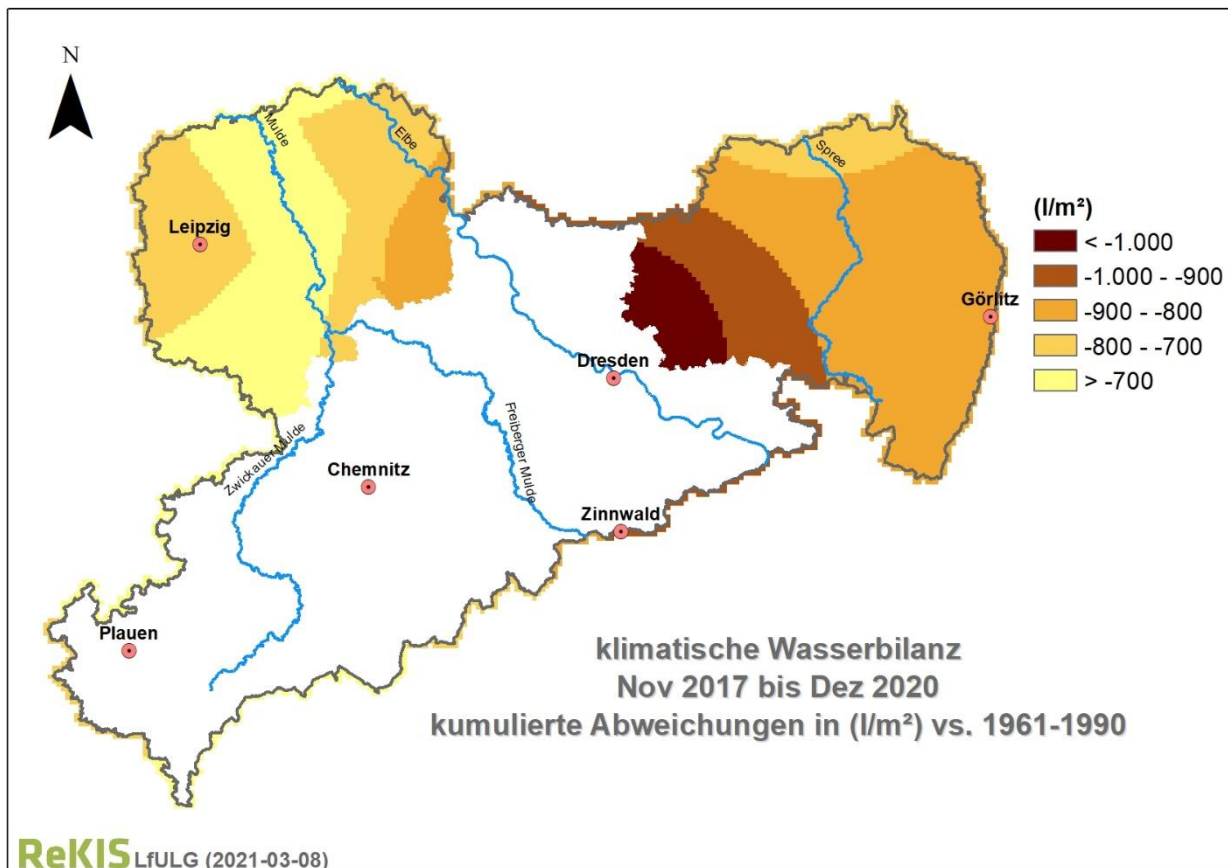 N
Mulde
Elbe
Spree
Leipzig
(l/m²)
< -1.000
-1.000 - -900
-900 - -800
-800 - -700
> -700
Görlitz
Dresden
Freiberger Mulde
Zwickauer Mulde
Chemnitz
Zinnwald
Plauen
klimatische Wasserbilanz
Nov 2017 bis Dez 2020
kumulierte Abweichungen in (l/m²) vs. 1961-1990
ReKIS LfULG (2021-03-08)